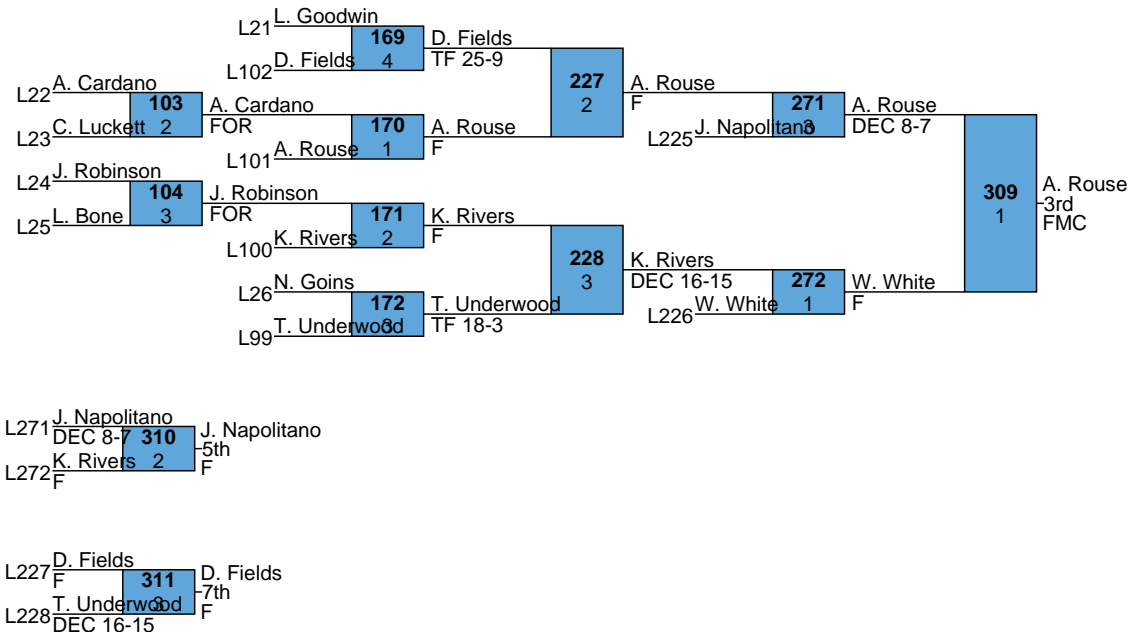 L21 L. Goodwin
169
4
L102 D. Fields
D. Fields
TF 25-9
L22 A. Cardano
103
2
L23 C. Luckett
A. Cardano
FOR
170
1
L101 A. Rouse
A. Rouse
F
227
2
A. Rouse
F
L24 J. Robinson
104
3
L25 L. Bone
J. Robinson
FOR
171
2
L100 K. Rivers
K. Rivers
F
L26 N. Goins
172
3
L99 T. Underwood
T. Underwood
TF 18-3
228
3
K. Rivers
DEC 16-15
271
3
L225 J. Napolitano
A. Rouse
DEC 8-7
272
1
L226 W. White
W. White
F
309
1
A. Rouse
3rd
FMC
L271 J. Napolitano
DEC 8-7
310
2
L272 K. Rivers
F
J. Napolitano
5th
F
L227 D. Fields
F
311
3
L228 T. Underwood
DEC 16-15
D. Fields
7th
F